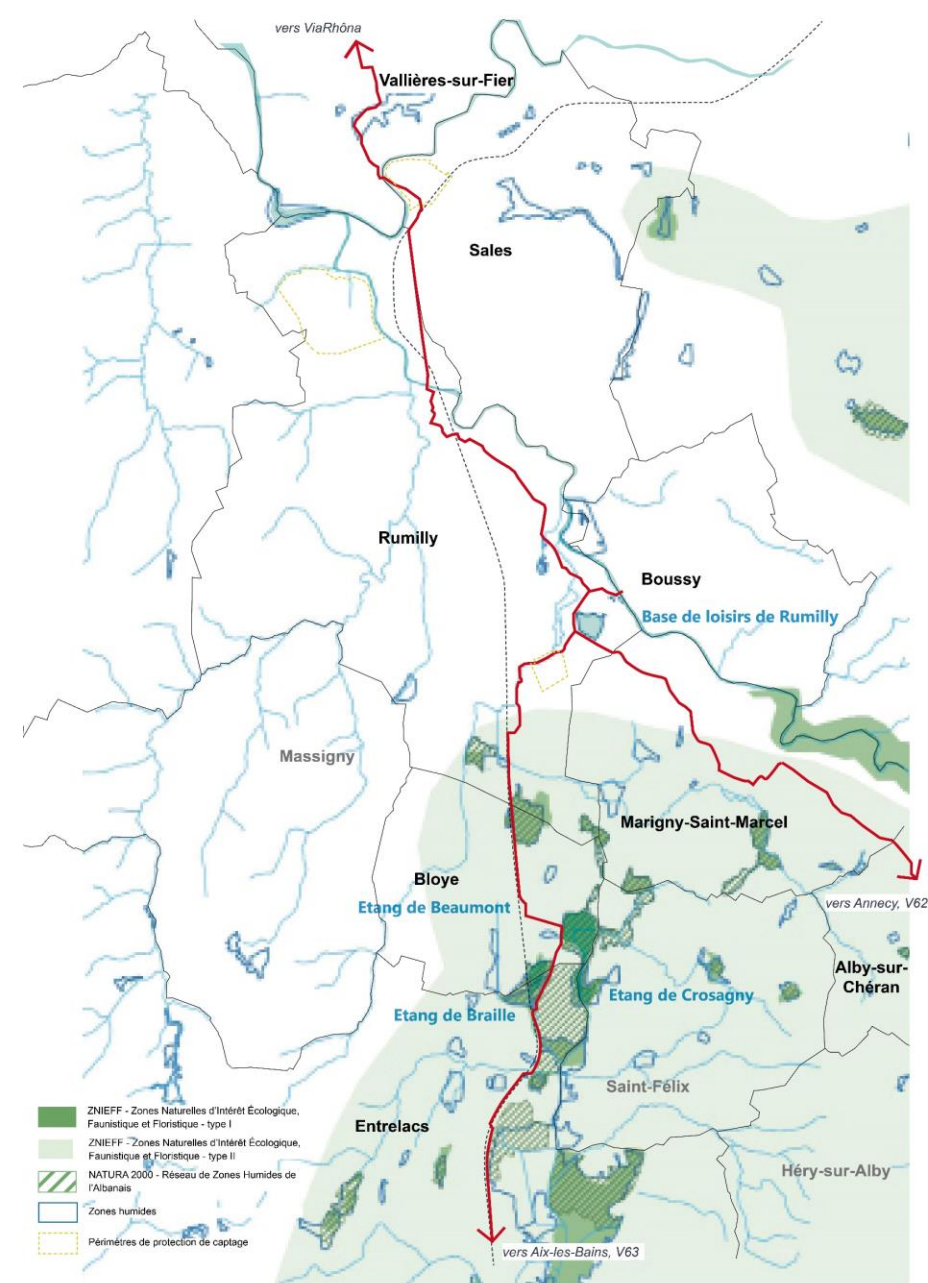 vers ViaRhôna
Vallières-sur-Fier
Sales
Rumilly
Boussy
Base de loisirs de Rumilly
Massigny
Marigny-Saint-Marcel
Bloye
Etang de Beaumont
vers Annecy, V62
Alby-sur-
Chéran
Etang de Crosagny
Etang de Braille
Saint-Félix
Entrelacs
Héry-sur-Alby
vers Aix-les-Bains, V63
ZNIEFF - Zones Naturelles d'Intérêt Écologique,
Faunistique et Floristique - type I
ZNIEFF - Zones Naturelles d'Intérêt Écologique,
Faunistique et Floristique - type II
NATURA 2000 - Réseau de Zones Humides de
l'Albanais
Zones humides
Périmètres de protection de captage